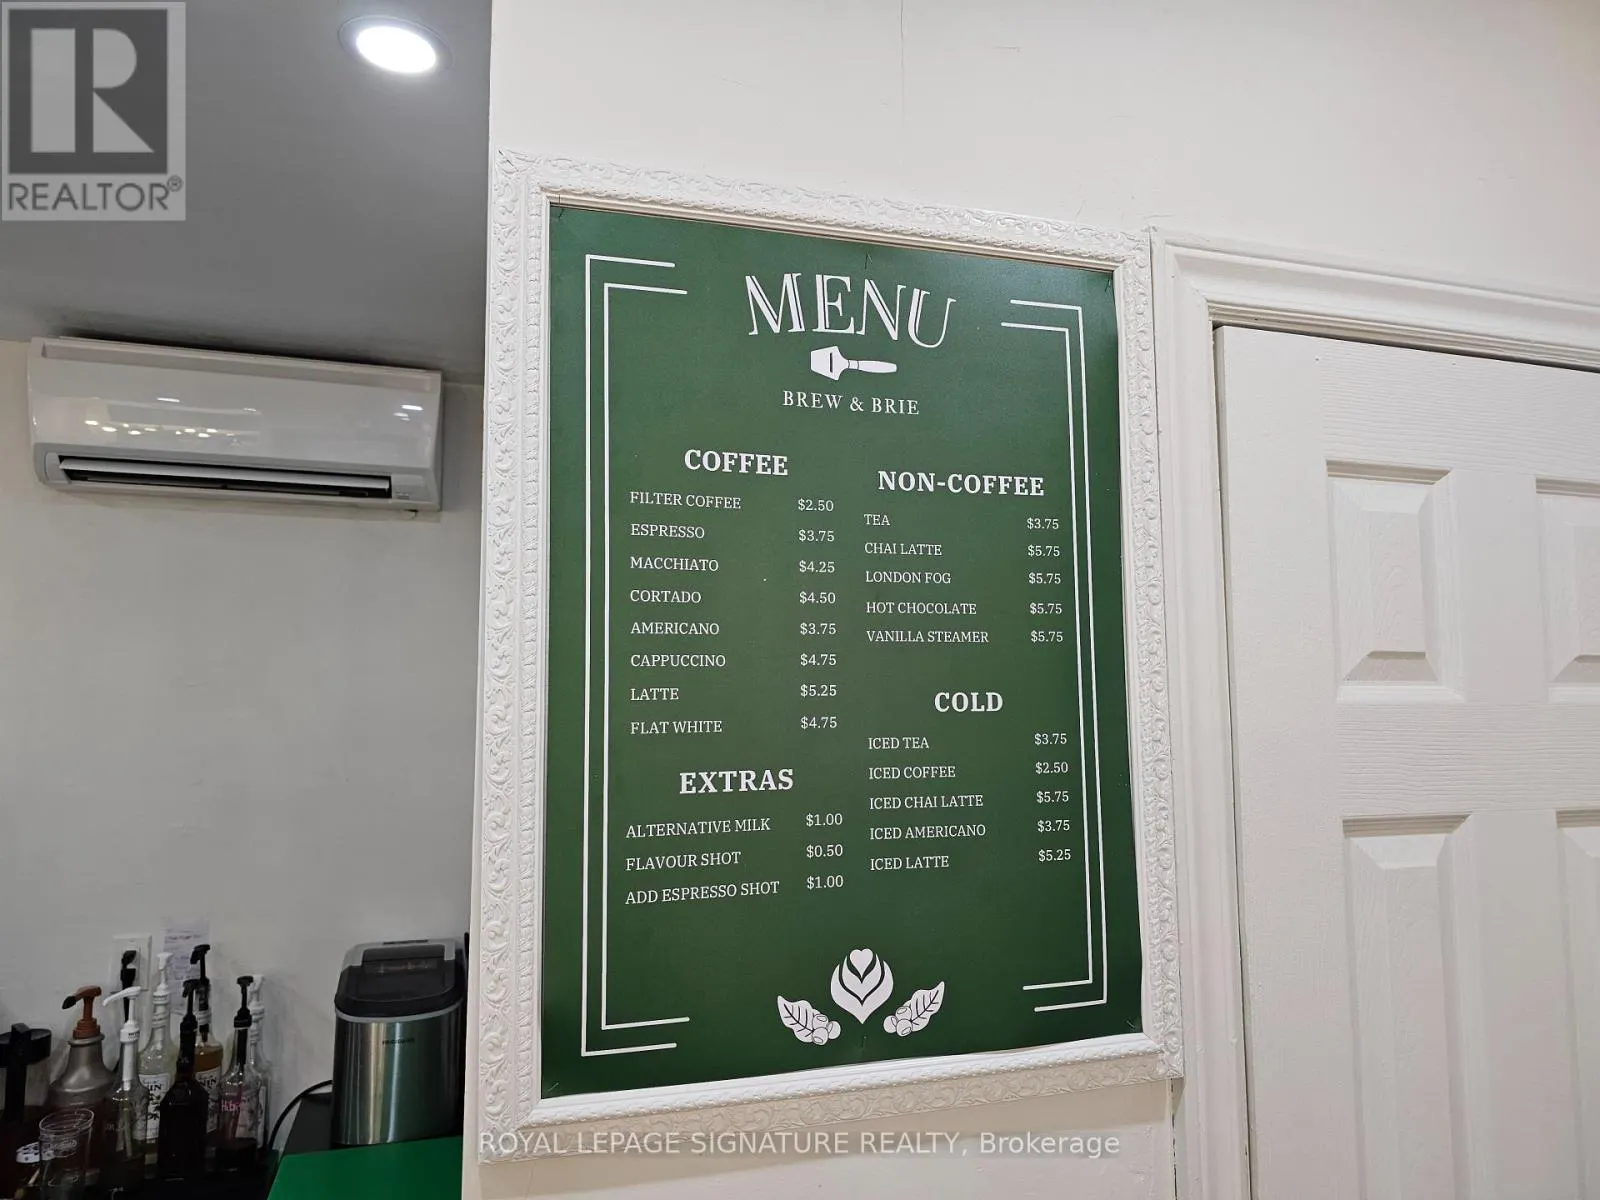 REALTOR®
MENU
BREW & BRIE
COFFEE
FILTER COFFEE $2.50
ESPRESSO $3.75
MACCHIATO $4.25
CORTADO $4.50
AMERICANO $3.75
CAPPUCCINO $4.75
LATTE $5.25
FLAT WHITE $4.75
EXTRAS
ALTERNATIVE MILK $1.00
FLAVOUR SHOT $0.50
ADD ESPRESSO SHOT $1.00
NON-COFFEE
TEA $3.75
CHAI LATTE $5.75
LONDON FOG $5.75
HOT CHOCOLATE $5.75
VANILLA STEAMER $5.75
COLD
ICED TEA $3.75
ICED COFFEE $2.50
ICED CHAI LATTE $5.75
ICED AMERICANO $3.75
ICED LATTE $5.25
FRIGIDAIRE
ROYAL LEPAGE SIGNATURE REALTY, Brokerage